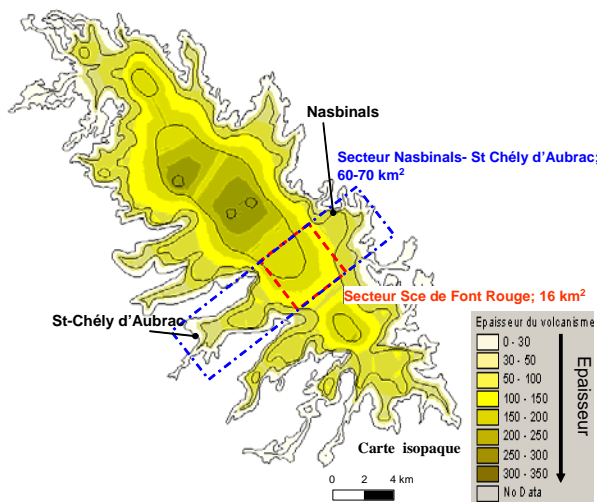 Nasbinals
Secteur Nasbinals- St Chély d'Aubrac;
60-70 km²
Secteur Sce de Font Rouge; 16 km²
St-Chély d'Aubrac
Epaisseur du volcanisme
0 - 30
30 - 50
50 - 100
100 - 150
150 - 200
200 - 250
250 - 300
300 - 350
No Data
Epaisseur
Carte isopaque
0 2 4 km